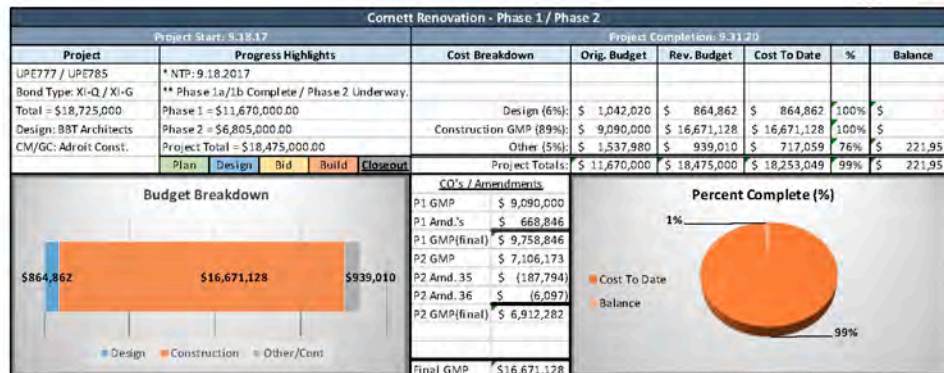 Cornett Renovation - Phase 1 / Phase 2
Project Start: 9.18.17 Project Completion: 9.31.20
Project Progress Highlights Cost Breakdown Orig. Budget Rev. Budget Cost To Date % Balance
UPE777 / UPE785 * NTP: 9.18.2017
Bond Type: XI-Q / XI-G ** Phase 1a/1b Complete / Phase 2 Underway.
Total = $18,725,000 Phase 1 = $11,670,000.00 Design (6%): $ 1,042,020 $ 864,862 $ 864,862 100% $
Design: BBT Architects Phase 2 = $6,805,000.00 Construction GMP (89%): $ 9,090,000 $ 16,671,128 $ 16,671,128 100% $
CM/GC: Adroit Const. Project Total = $18,475,000.00 Other (5%): $ 1,537,980 $ 939,010 $ 717,059 76% $ 221,95
Plan Design Bid Build Closeout Project Totals: $ 11,670,000 $ 18,475,000 $ 18,253,049 99% $ 221,95
Budget Breakdown
$864,862 $16,671,128 $939,010
Design Construction Other/Cont
CO's / Amendments
P1 GMP $ 9,090,000
P1 Amd.'s $ 668,846
P1 GMP(final) $ 9,758,846
P2 GMP $ 7,106,173
P2 Amd. 35 $ (187,794)
P2 Amd. 36 $ (6,097)
P2 GMP(final) $ 6,912,282
Final GMP $16,671,128
Percent Complete (%)
1%
Cost To Date
Balance
99%